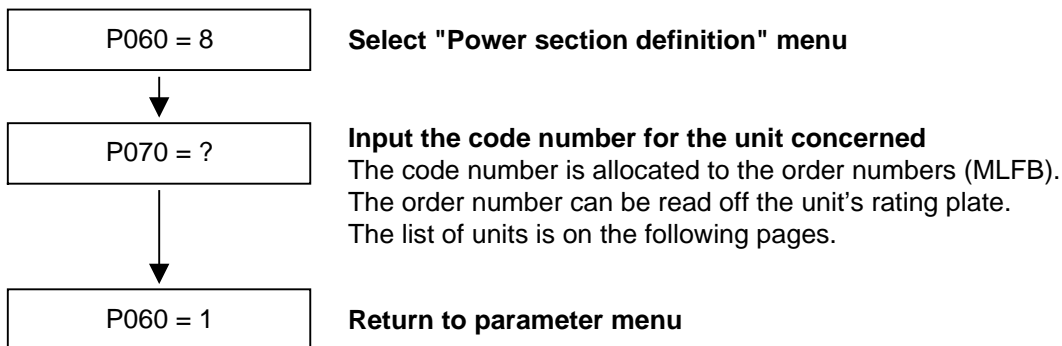 P060 = 8
Select "Power section definition" menu
P070 = ?
Input the code number for the unit concerned
The code number is allocated to the order numbers (MLFB).
The order number can be read off the unit's rating plate.
The list of units is on the following pages.
P060 = 1
Return to parameter menu